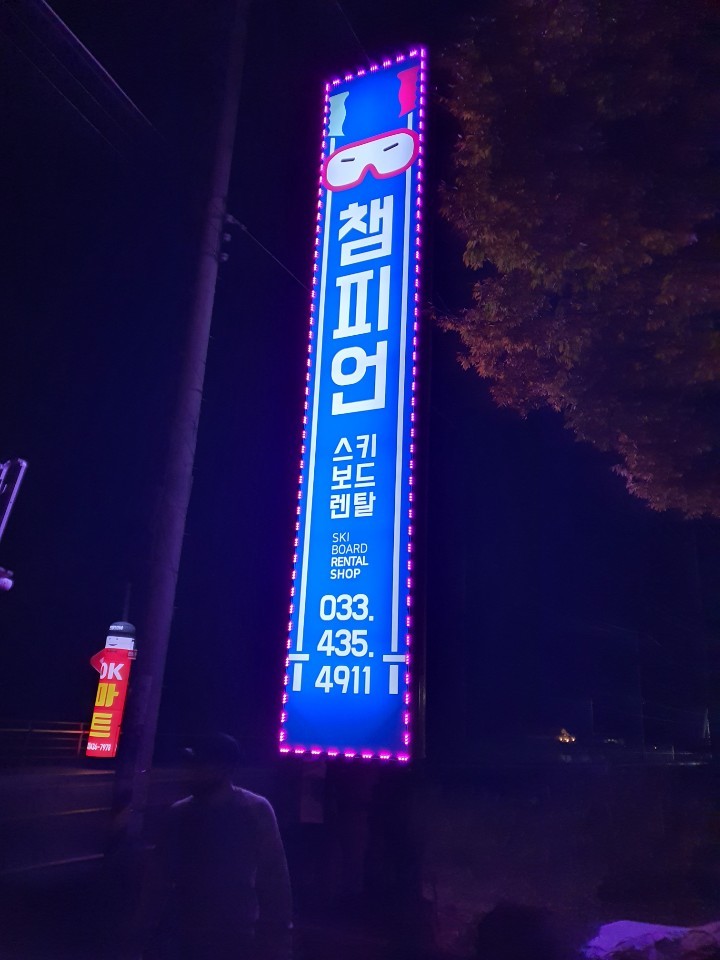 챔
피
언
스키
보드
렌탈
SKI
BOARD
RENTAL
SHOP
033.
435.
4911
OK
마
트